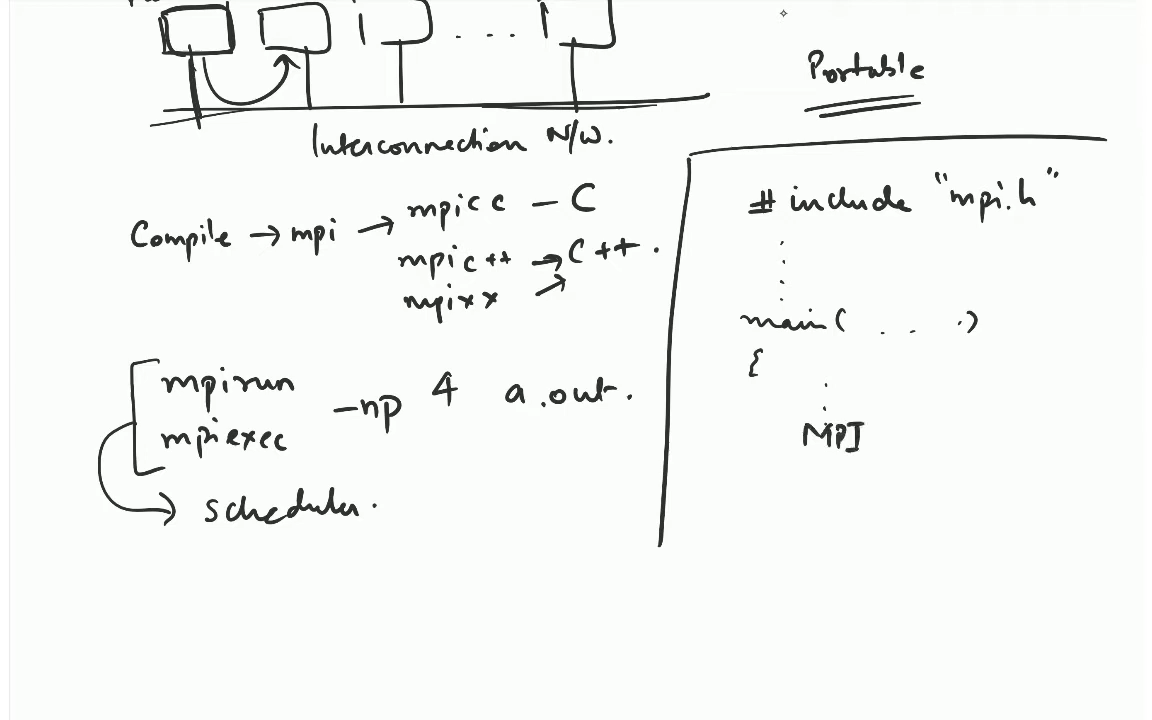 Interconnection N/W.
Compile → mpi → mpicc - C
mpic++ → C++.
mpixx →
mpirun
mpiexec
-np 4 a.out.
→ scheduler.
Portable
# include "mpi.h"
main( . . . )
{
MPI